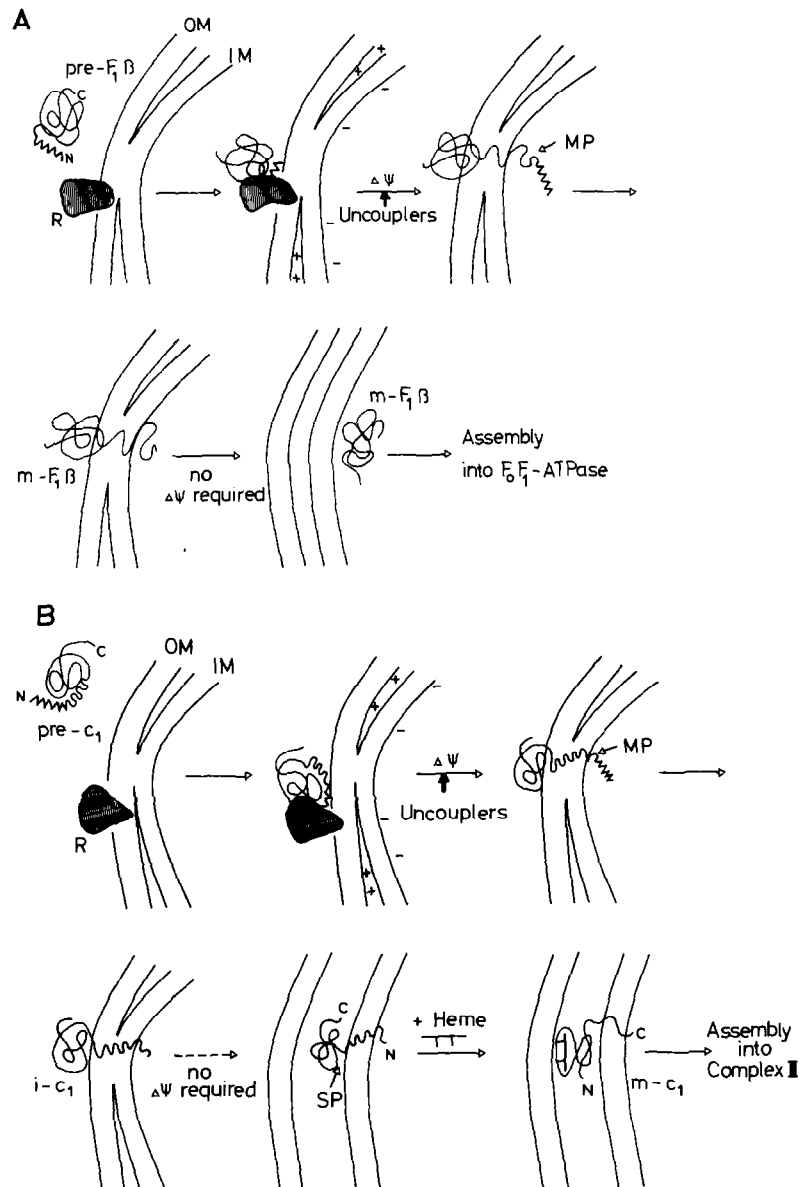 A
OM
IM
pre-F₁β
C
N
R
+
+
-
-
-
-
+
+
ΔΨ
Uncouplers
MP
m-F₁β
no
ΔΨ required
m-F₁β
Assembly
into F₀F₁-ATPase
B
OM
IM
C
N
pre-c₁
R
+
+
-
-
-
-
+
+
ΔΨ
Uncouplers
MP
i-c₁
no
ΔΨ required
C
N
SP
+ Heme
C
N
m-c₁
Assembly
into
Complex III